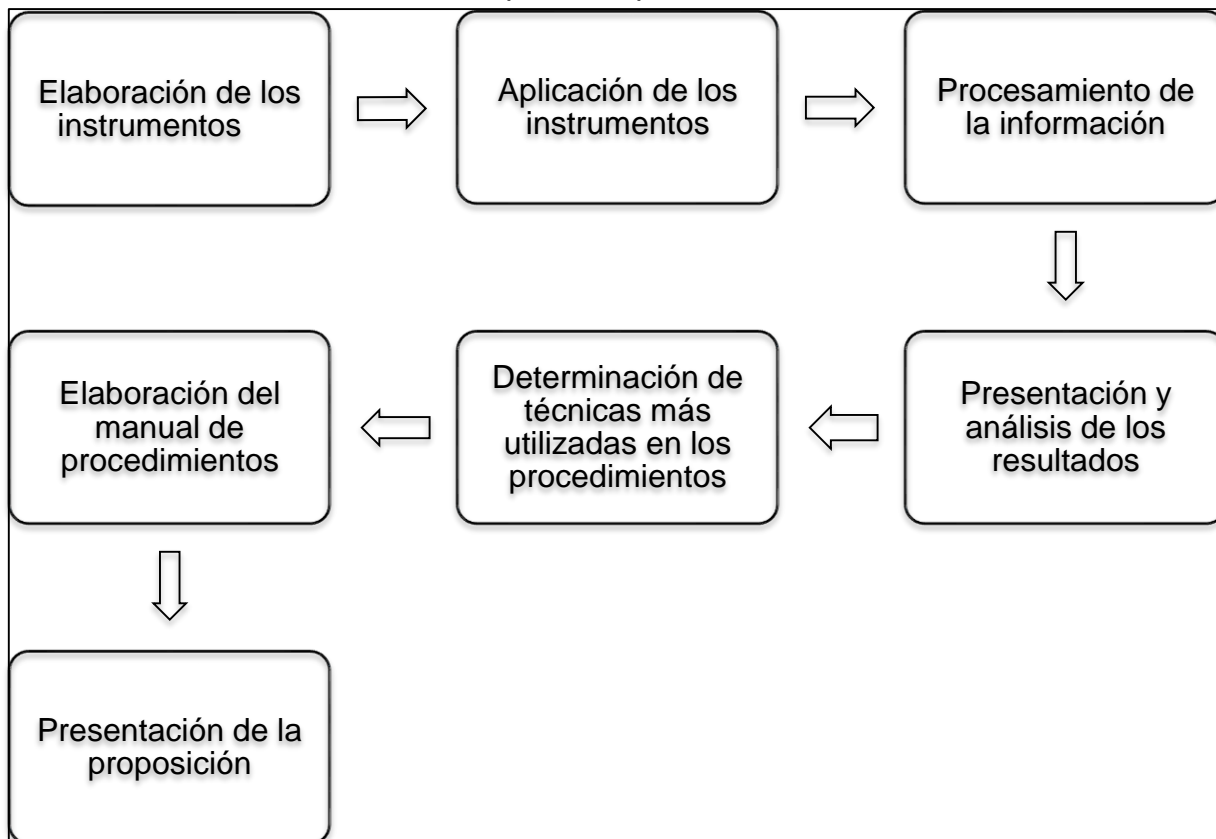 Elaboración de los
instrumentos
Aplicación de los
instrumentos
Procesamiento de
la información
Presentación y
análisis de los
resultados
Determinación de
técnicas más
utilizadas en los
procedimientos
Elaboración del
manual de
procedimientos
Presentación de la
proposición